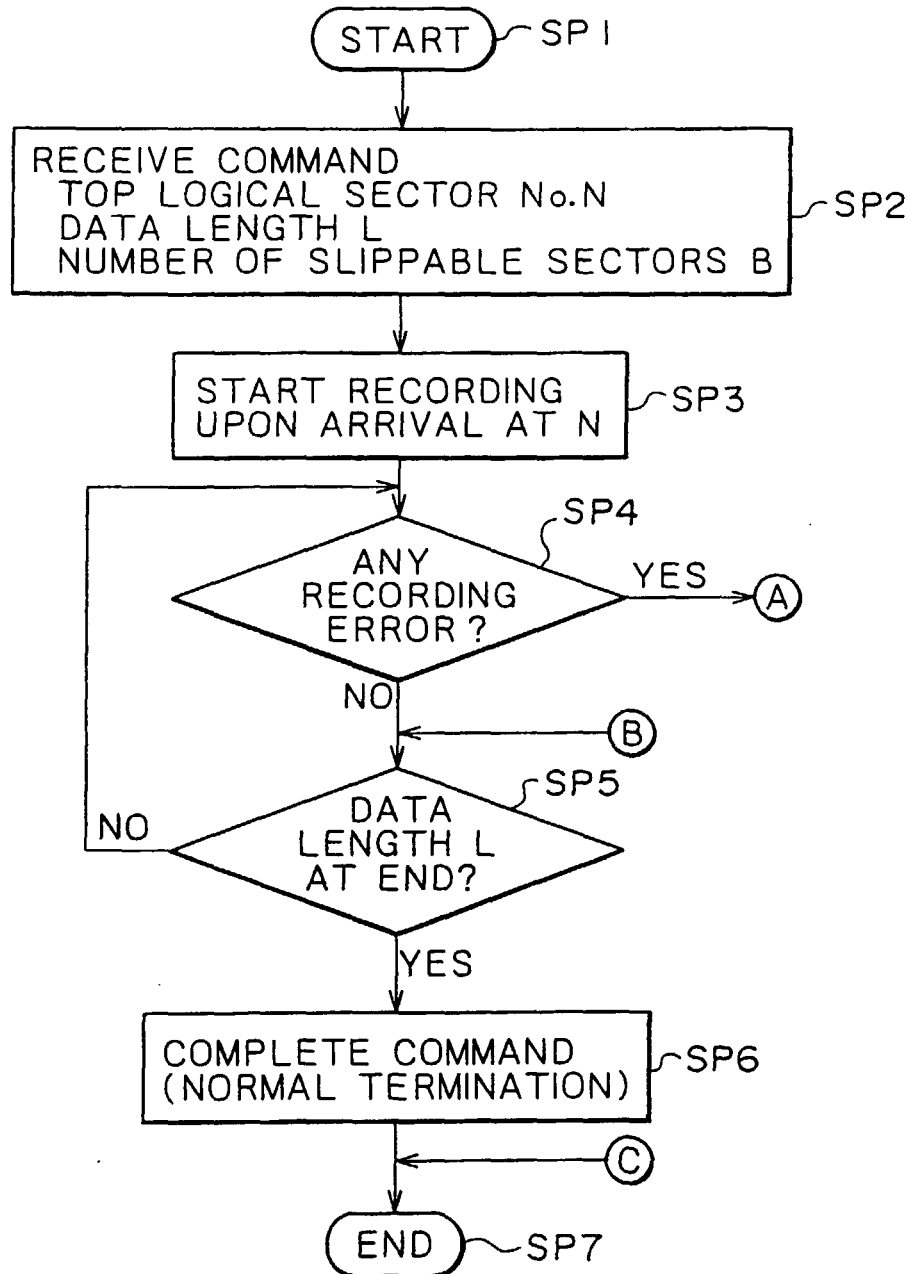 START
SP1
RECEIVE COMMAND
TOP LOGICAL SECTOR No.N
DATA LENGTH L
NUMBER OF SLIPPABLE SECTORS B
SP2
START RECORDING
UPON ARRIVAL AT N
SP3
SP4
ANY
RECORDING
ERROR?
YES
A
NO
B
SP5
DATA
LENGTH L
AT END?
NO
YES
COMPLETE COMMAND
(NORMAL TERMINATION)
SP6
C
END
SP7